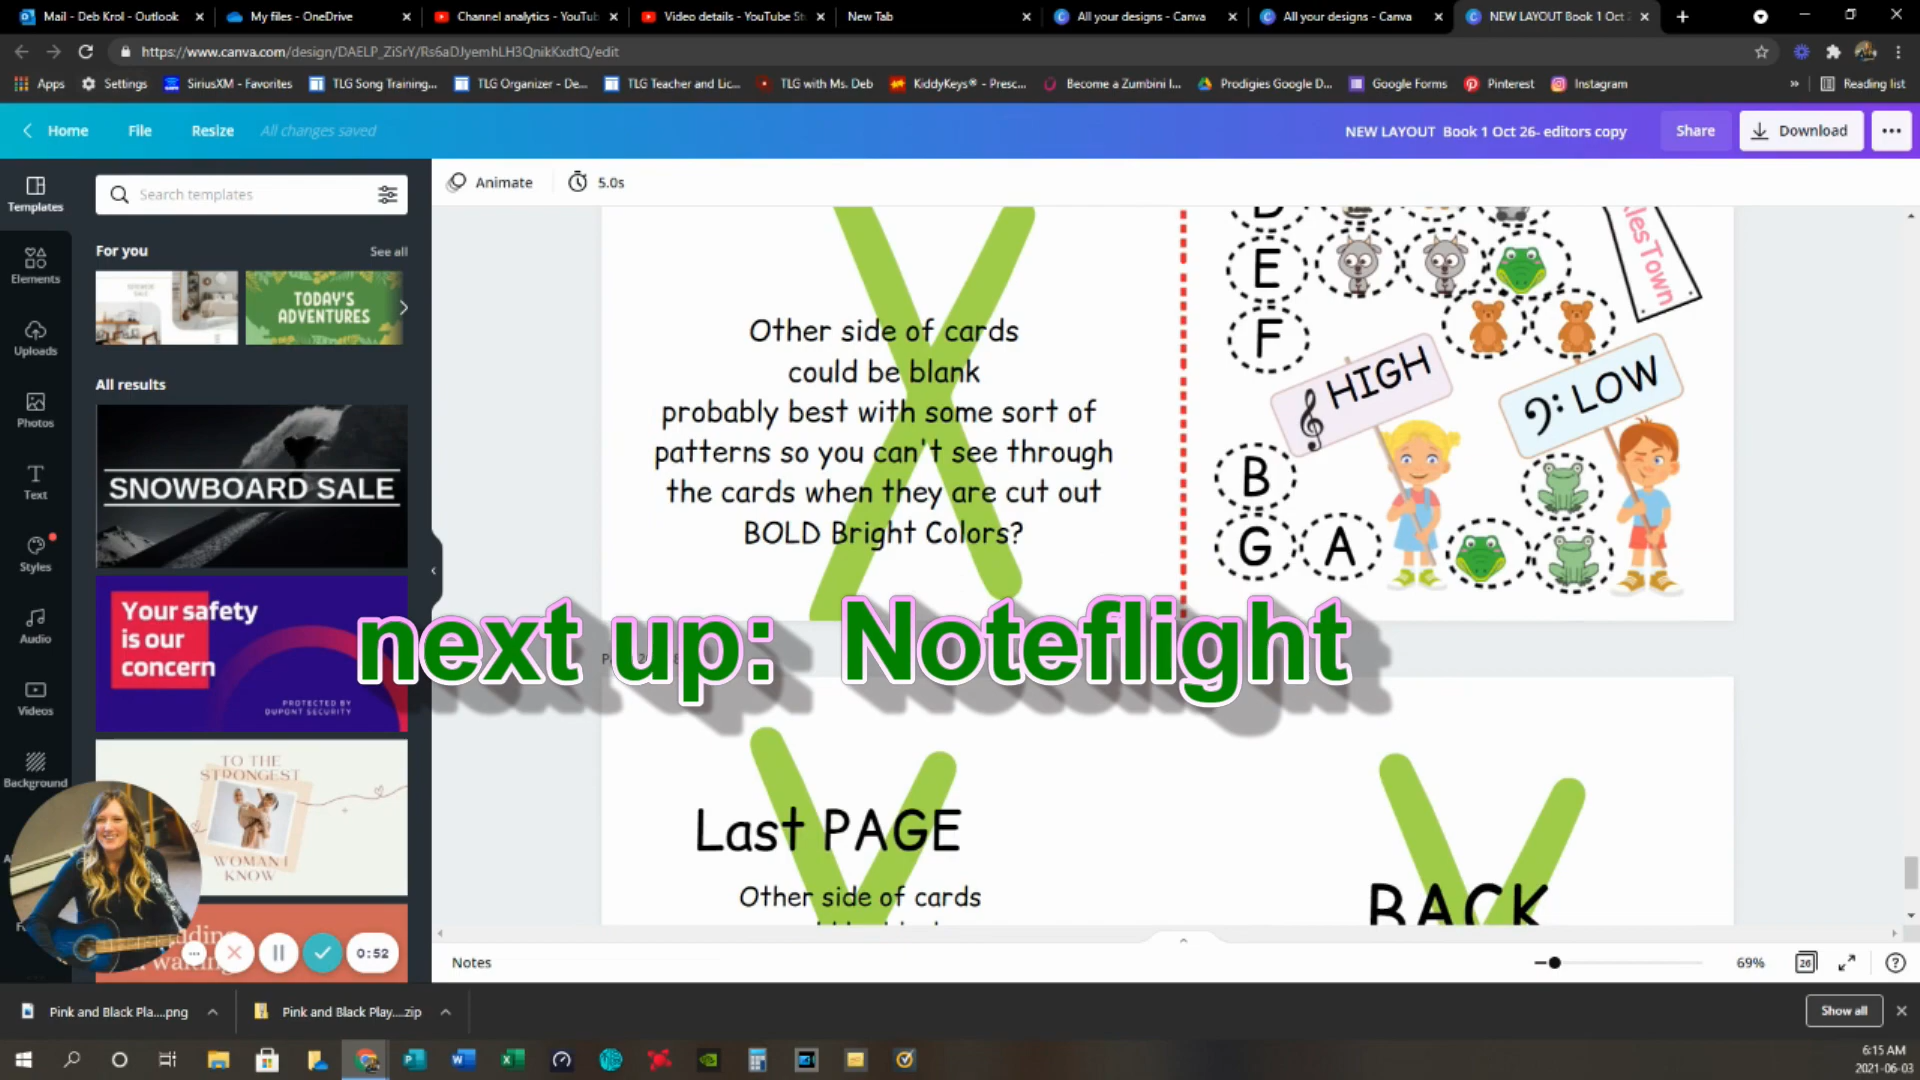 Mail - Deb Krol - Outlook
My files - OneDrive
Channel analytics - YouTub
Video details - YouTube St
New Tab
All your designs - Canva
All your designs - Canva
NEW LAYOUT Book 1 Oct 2
https://www.canva.com/design/DAELP_ZiSrY/Rs6aDJyemhLH3QnikKxdtQ/edit
Apps
Settings
SiriusXM - Favorites
TLG Song Training...
TLG Organizer - De...
TLG Teacher and Lic...
TLG with Ms. Deb
KiddyKeys® - Presc...
Become a Zumbini I...
Prodigies Google D...
Google Forms
Pinterest
Instagram
»
Reading list
Home
File
Resize
All changes saved
NEW LAYOUT Book 1 Oct 26- editors copy
Share
Download
Templates
Elements
Uploads
Photos
Text
Styles
Audio
Videos
Background
Search templates
For you
See all
TODAY'S
ADVENTURES
All results
SNOWBOARD SALE
Your safety
is our
concern
PROTECTED BY
DUPONT SECURITY
TO THE
STRONGEST
WOMAN I
KNOW
0:52
Animate
5.0s
Other side of cards
could be blank
probably best with some sort of
patterns so you can't see through
the cards when they are cut out
BOLD Bright Colors?
E
F
HIGH
LOW
B
G A
lesTown
next up: Noteflight
Last PAGE
Other side of cards
BACK
Notes
69%
26
Pink and Black Pla....png
Pink and Black Play....zip
Show all
6:15 AM
2021-06-03